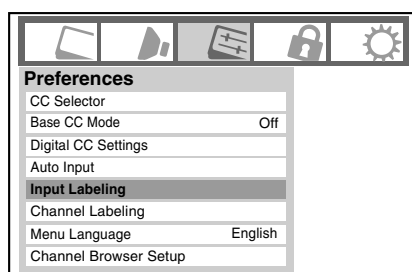 Preferences
CC Selector
Base CC Mode Off
Digital CC Settings
Auto Input
Input Labeling
Channel Labeling
Menu Language English
Channel Browser Setup